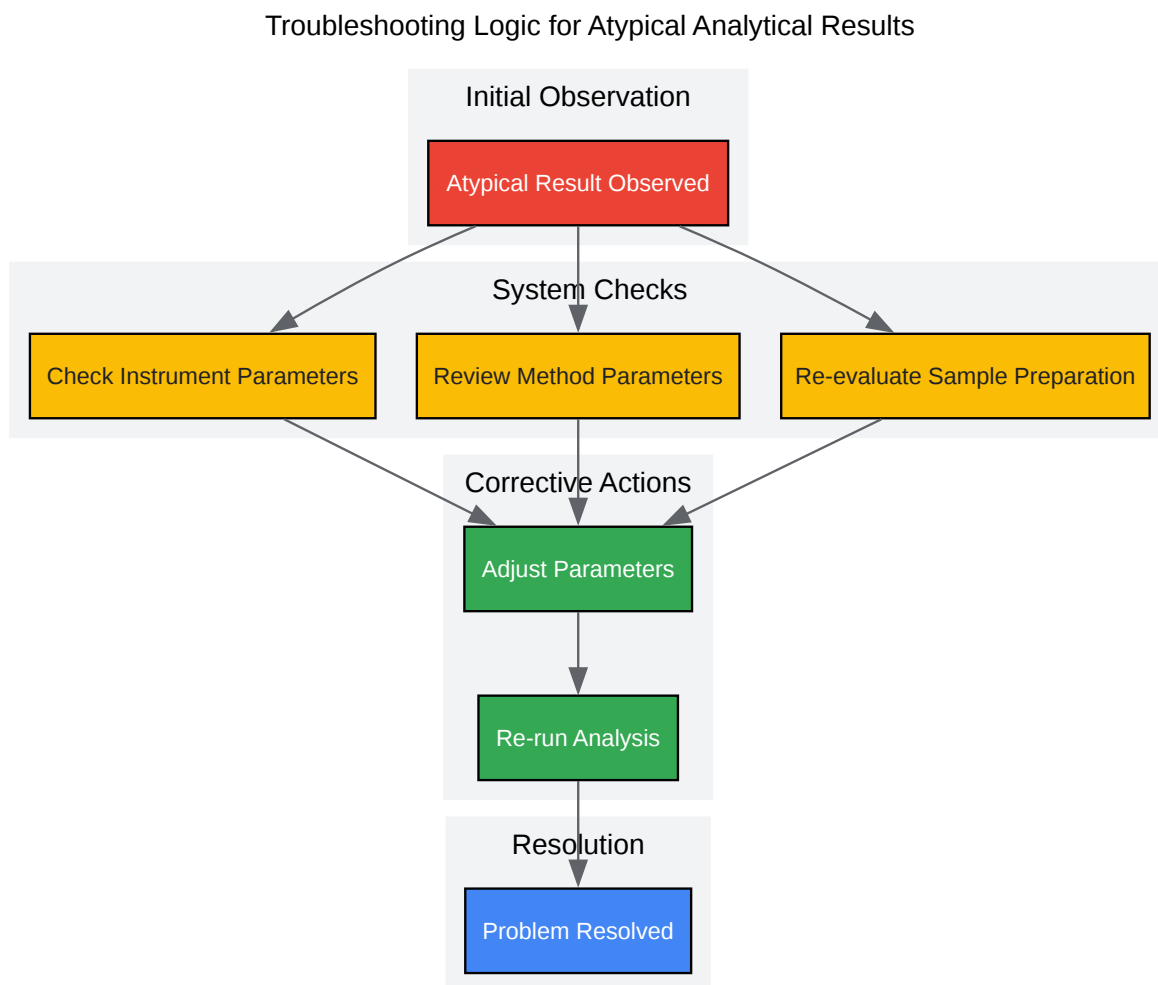 Troubleshooting Logic for Atypical Analytical Results
Initial Observation
Atypical Result Observed
System Checks
Check Instrument Parameters
Review Method Parameters
Re-evaluate Sample Preparation
Corrective Actions
Adjust Parameters
Re-run Analysis
Resolution
Problem Resolved